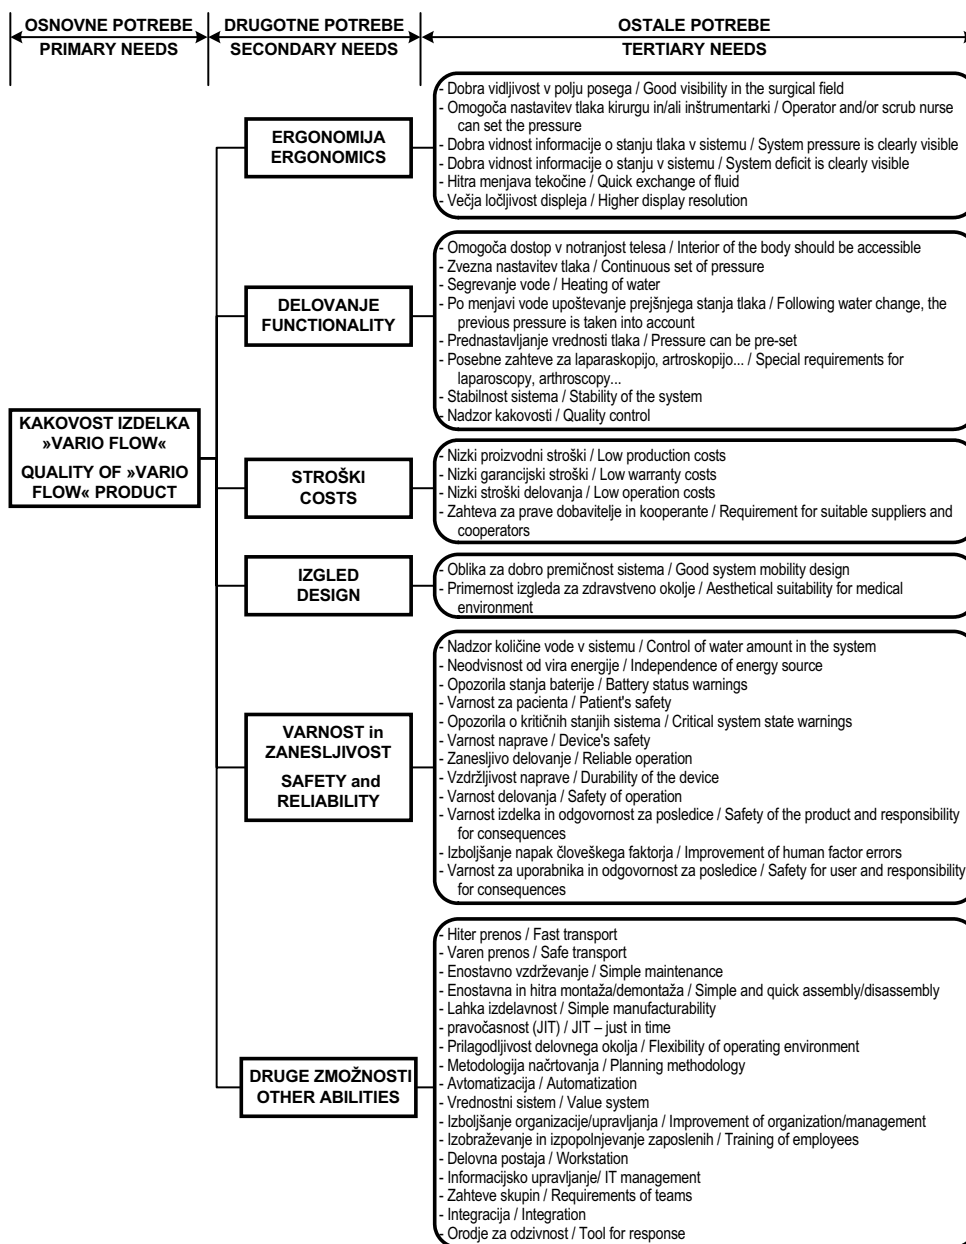 OSNOVNE POTREBE
PRIMARY NEEDS
DRUGOTNE POTREBE
SECONDARY NEEDS
OSTALE POTREBE
TERTIARY NEEDS
KAKOVOST IZDELKA
»VARIO FLOW«
QUALITY OF »VARIO
FLOW« PRODUCT
ERGONOMIJA
ERGONOMICS
- Dobra vidljivost v polju posega / Good visibility in the surgical field
- Omogoča nastavitev tlaka kirurgu in/ali inštrumentarki / Operator and/or scrub nurse
can set the pressure
- Dobra vidnost informacije o stanju tlaka v sistemu / System pressure is clearly visible
- Dobra vidnost informacije o stanju v sistemu / System deficit is clearly visible
- Hitra menjava tekočine / Quick exchange of fluid
- Večja ločljivost displeja / Higher display resolution
DELOVANJE
FUNCTIONALITY
- Omogoča dostop v notranjost telesa / Interior of the body should be accessible
- Zvezna nastavitev tlaka / Continuous set of pressure
- Segrevanje vode / Heating of water
- Po menjavi vode upoštevanje prejšnjega stanja tlaka / Following water change, the
previous pressure is taken into account
- Prednastavljanje vrednosti tlaka / Pressure can be pre-set
- Posebne zahteve za laparaskopijo, artroskopijo... / Special requirements for
laparoscopy, arthroscopy...
- Stabilnost sistema / Stability of the system
- Nadzor kakovosti / Quality control
STROŠKI
COSTS
- Nizki proizvodni stroški / Low production costs
- Nizki garancijski stroški / Low warranty costs
- Nizki stroški delovanja / Low operation costs
- Zahteva za prave dobavitelje in kooperante / Requirement for suitable suppliers and
cooperators
IZGLED
DESIGN
- Oblika za dobro premičnost sistema / Good system mobility design
- Primernost izgleda za zdravstveno okolje / Aesthetical suitability for medical
environment
VARNOST in
ZANESLJIVOST
SAFETY and
RELIABILITY
- Nadzor količine vode v sistemu / Control of water amount in the system
- Neodvisnost od vira energije / Independence of energy source
- Opozorila stanja baterije / Battery status warnings
- Varnost za pacienta / Patient's safety
- Opozorila o kritičnih stanjih sistema / Critical system state warnings
- Varnost naprave / Device's safety
- Zanesljivo delovanje / Reliable operation
- Vzdržljivost naprave / Durability of the device
- Varnost delovanja / Safety of operation
- Varnost izdelka in odgovornost za posledice / Safety of the product and responsibility
for consequences
- Izboljšanje napak človeškega faktorja / Improvement of human factor errors
- Varnost za uporabnika in odgovornost za posledice / Safety for user and responsibility
for consequences
DRUGE ZMOŽNOSTI
OTHER ABILITIES
- Hiter prenos / Fast transport
- Varen prenos / Safe transport
- Enostavno vzdrževanje / Simple maintenance
- Enostavna in hitra montaža/demontaža / Simple and quick assembly/disassembly
- Lahka izdelavnost / Simple manufacturability
- pravočasnost (JIT) / JIT – just in time
- Prilagodljivost delovnega okolja / Flexibility of operating environment
- Metodologija načrtovanja / Planning methodology
- Avtomatizacija / Automatization
- Vrednostni sistem / Value system
- Izboljšanje organizacije/upravljanja / Improvement of organization/management
- Izobraževanje in izpopolnjevanje zaposlenih / Training of employees
- Delovna postaja / Workstation
- Informacijsko upravljanje/ IT management
- Zahteve skupin / Requirements of teams
- Integracija / Integration
- Orodje za odzivnost / Tool for response